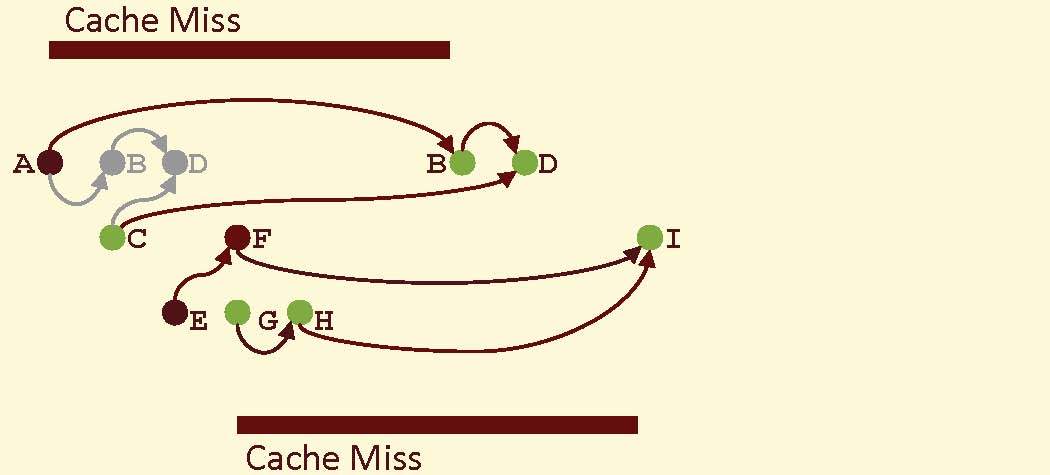 Cache Miss
A B D B D
C F I
E G H
Cache Miss